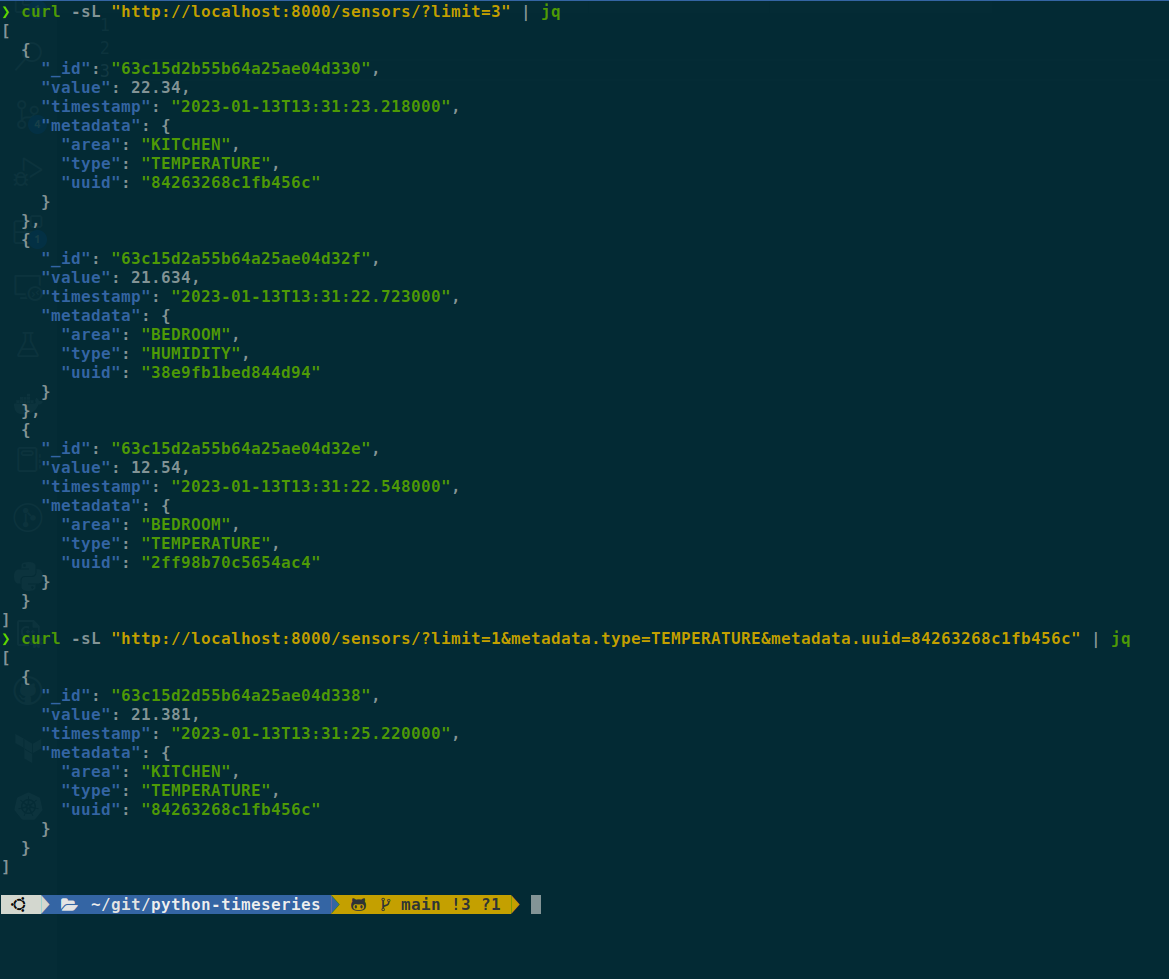 ❯ curl -sL "http://localhost:8000/sensors/?limit=3" | jq
[
  {
    "_id": "63c15d2b55b64a25ae04d330",
    "value": 22.34,
    "timestamp": "2023-01-13T13:31:23.218000",
    "metadata": {
      "area": "KITCHEN",
      "type": "TEMPERATURE",
      "uuid": "84263268c1fb456c"
    }
  },
  {
    "_id": "63c15d2a55b64a25ae04d32f",
    "value": 21.634,
    "timestamp": "2023-01-13T13:31:22.723000",
    "metadata": {
      "area": "BEDROOM",
      "type": "HUMIDITY",
      "uuid": "38e9fb1bed844d94"
    }
  },
  {
    "_id": "63c15d2a55b64a25ae04d32e",
    "value": 12.54,
    "timestamp": "2023-01-13T13:31:22.548000",
    "metadata": {
      "area": "BEDROOM",
      "type": "TEMPERATURE",
      "uuid": "2ff98b70c5654ac4"
    }
  }
]
❯ curl -sL "http://localhost:8000/sensors/?limit=1&metadata.type=TEMPERATURE&metadata.uuid=84263268c1fb456c" | jq
[
  {
    "_id": "63c15d2d55b64a25ae04d338",
    "value": 21.381,
    "timestamp": "2023-01-13T13:31:25.220000",
    "metadata": {
      "area": "KITCHEN",
      "type": "TEMPERATURE",
      "uuid": "84263268c1fb456c"
    }
  }
]
~/git/python-timeseries main !3 ?1